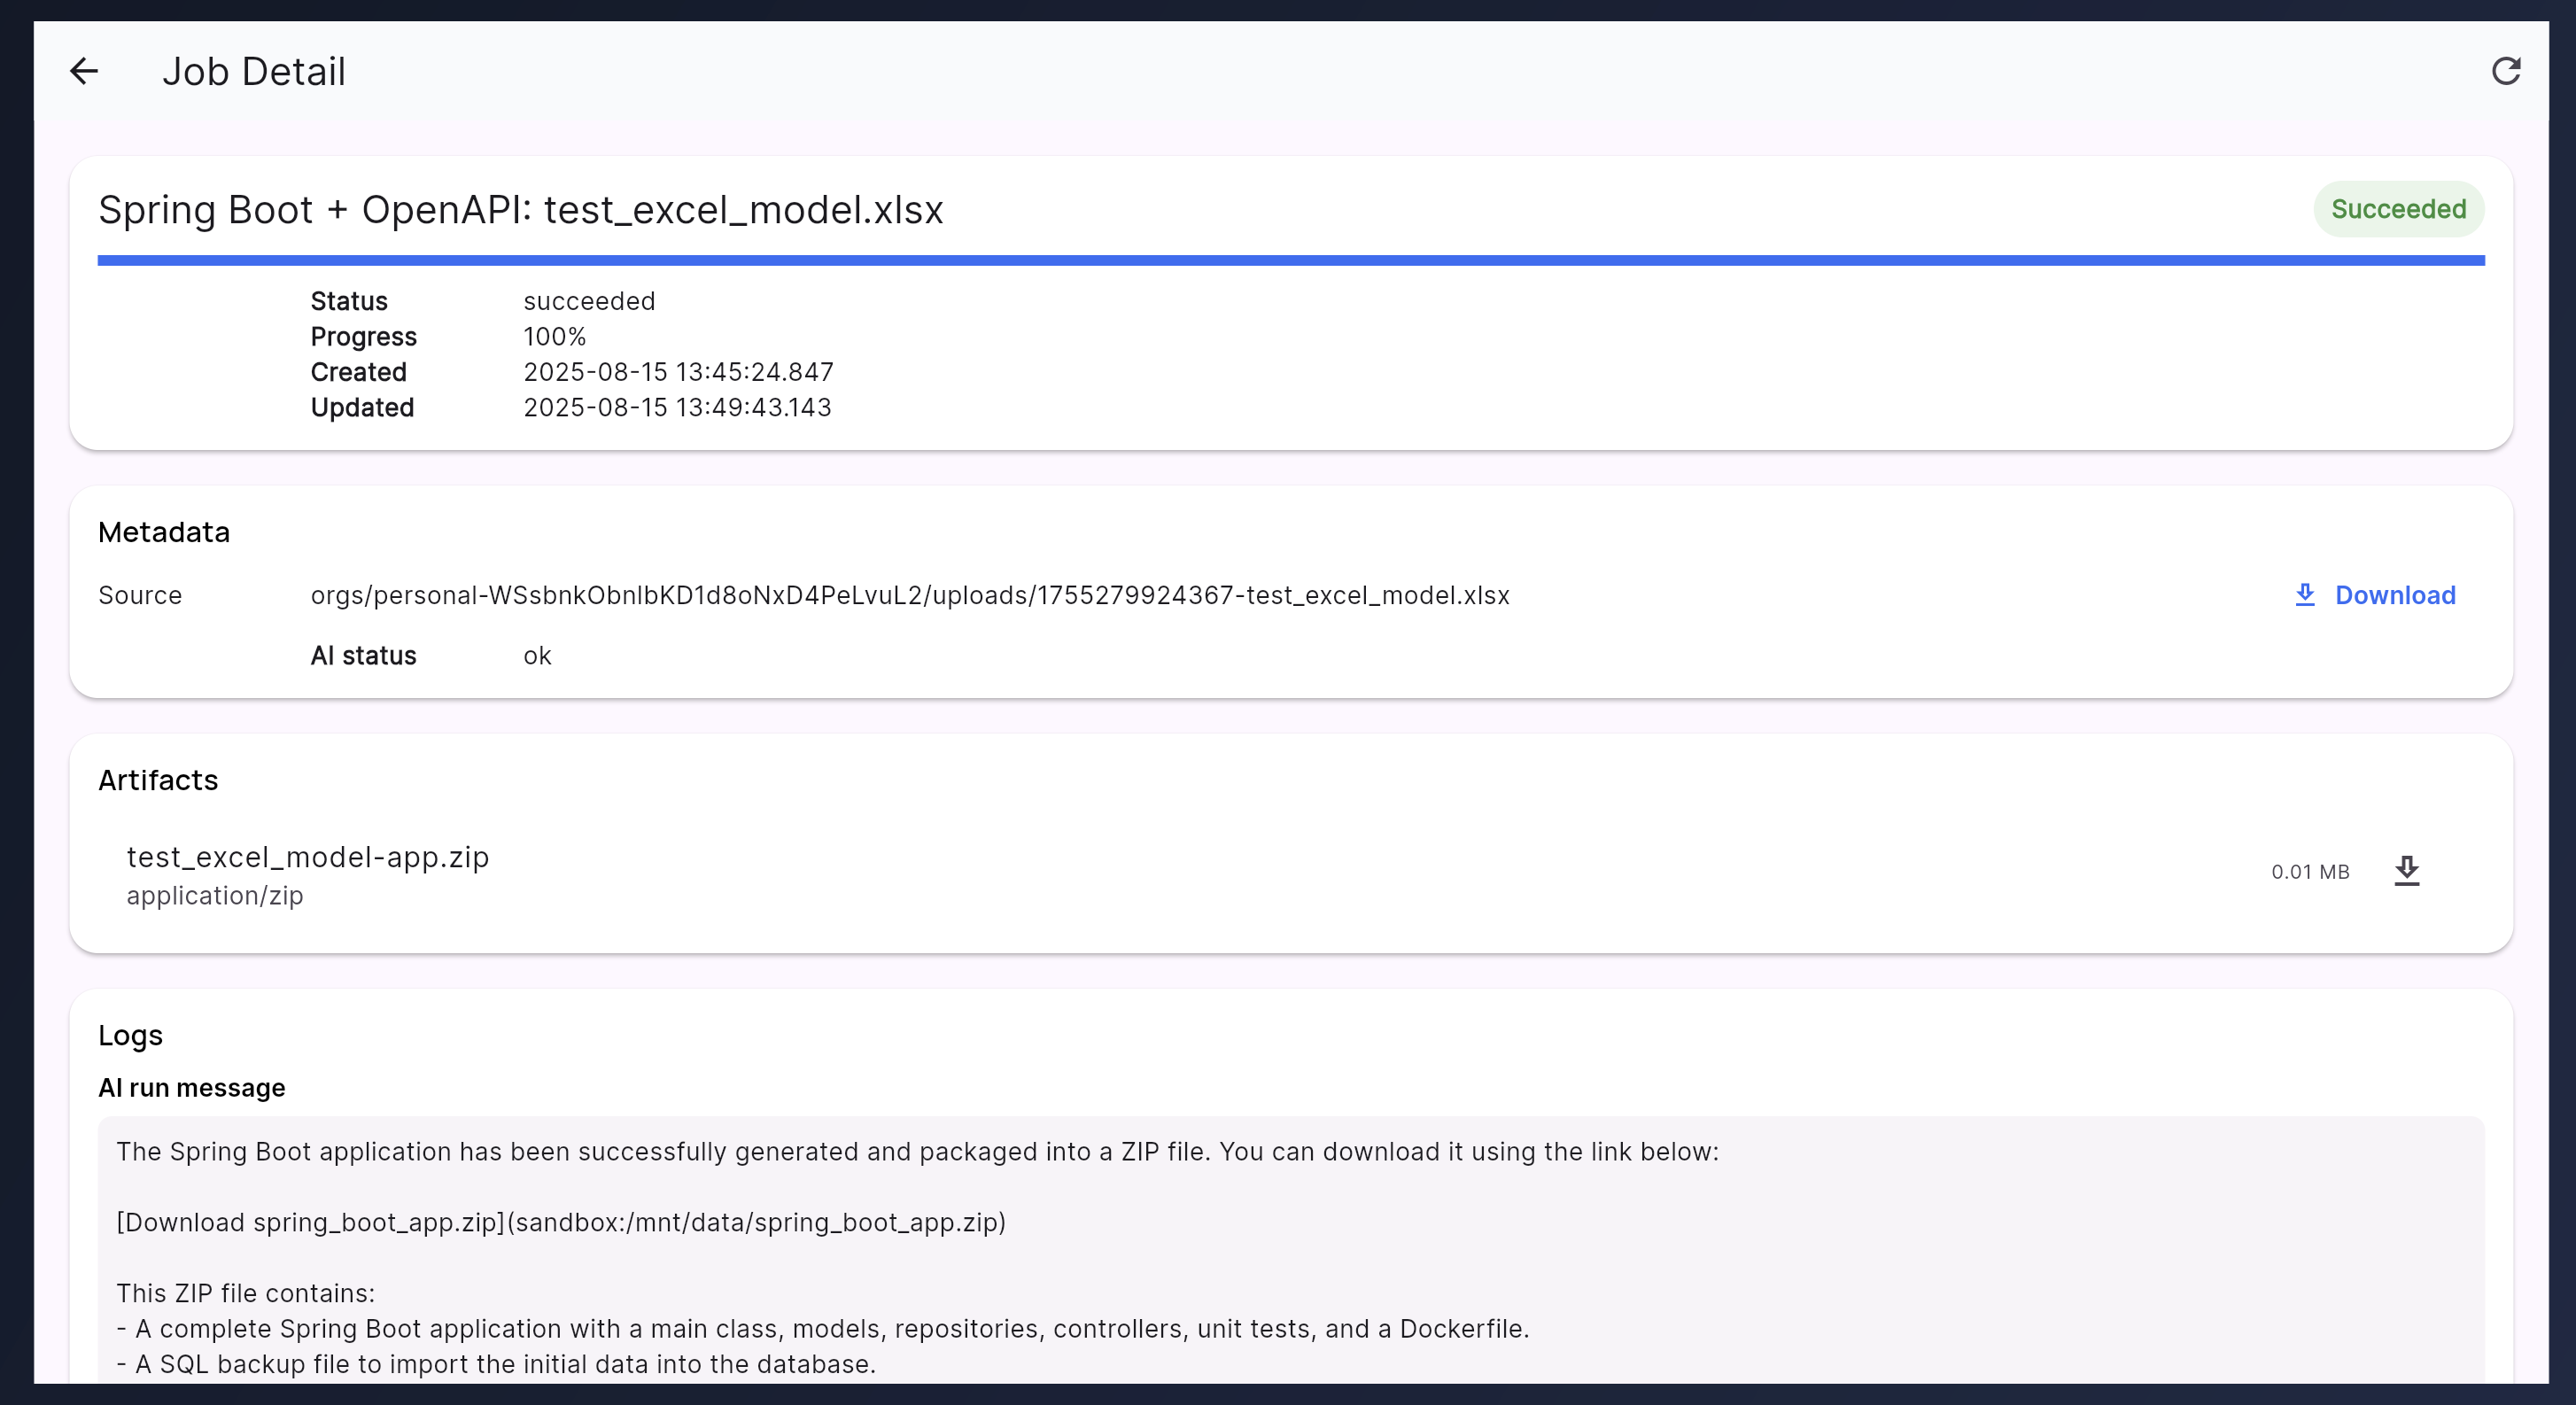 Job Detail
Spring Boot + OpenAPI: test_excel_model.xlsx
Succeeded
Status succeeded
Progress 100%
Created 2025-08-15 13:45:24.847
Updated 2025-08-15 13:49:43.143
Metadata
Source orgs/personal-WSsbnkObnlbKD1d8oNxD4PeLvuL2/uploads/1755279924367-test_excel_model.xlsx Download
AI status ok
Artifacts
test_excel_model-app.zip
application/zip
0.01 MB
Logs
AI run message
The Spring Boot application has been successfully generated and packaged into a ZIP file. You can download it using the link below:
[Download spring_boot_app.zip](sandbox:/mnt/data/spring_boot_app.zip)
This ZIP file contains:
- A complete Spring Boot application with a main class, models, repositories, controllers, unit tests, and a Dockerfile.
- A SQL backup file to import the initial data into the database.